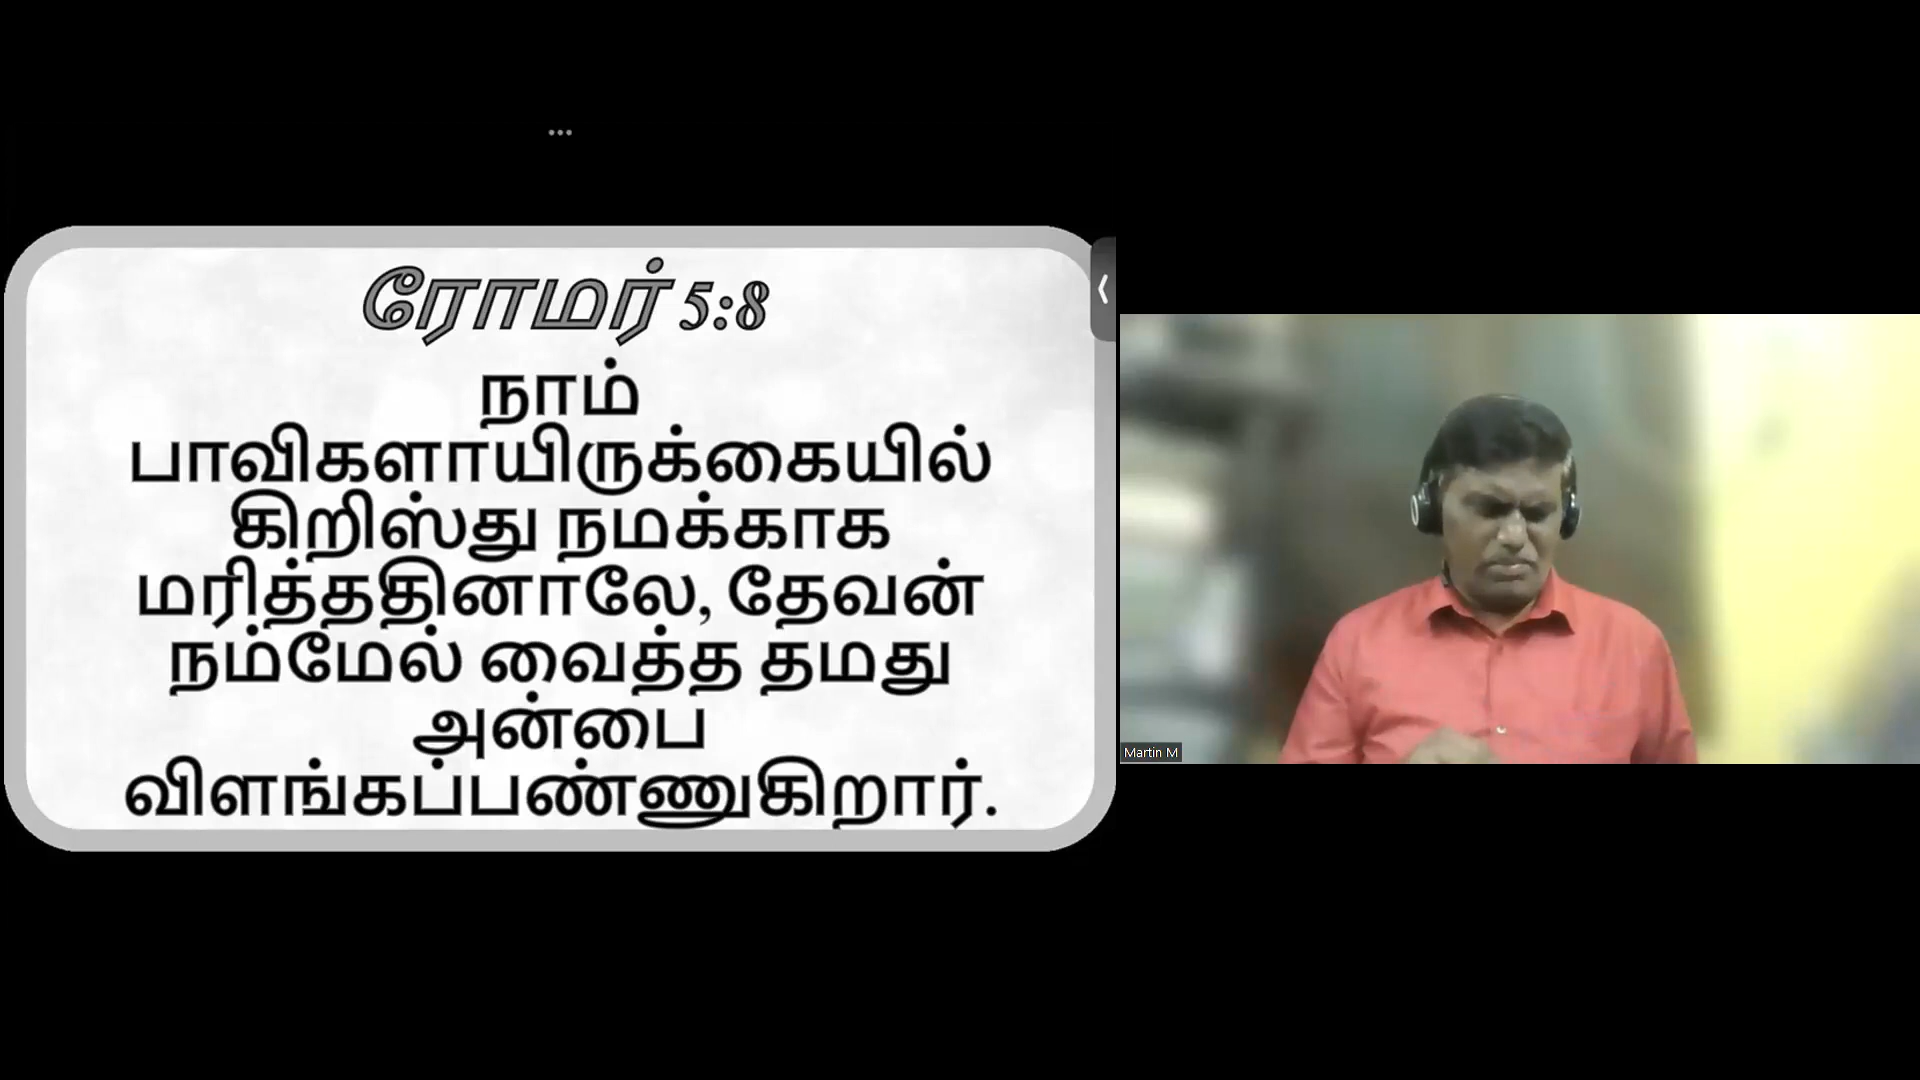 ரோமர் 5:8
நாம்
பாவிகளாயிருக்கையில்
கிறிஸ்து நமக்காக
மரித்ததினாலே, தேவன்
நம்மேல் வைத்த தமது
அன்பை
விளங்கப்பண்ணுகிறார்.
Martin M